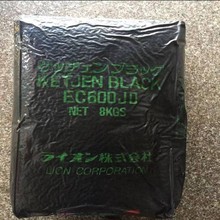 ケッチェンブラック
KETJEN BLACK
EC600JD
NET 8KGS
ライオン株式会社
LION CORPORATION